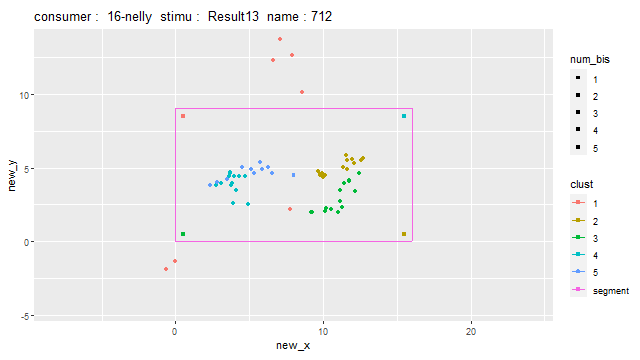 consumer :  16-nelly  stimu :  Result13  name : 712
new_y
10
5
0
-5
0
10
20
new_x
num_bis
1
2
3
4
5
clust
1
2
3
4
5
segment